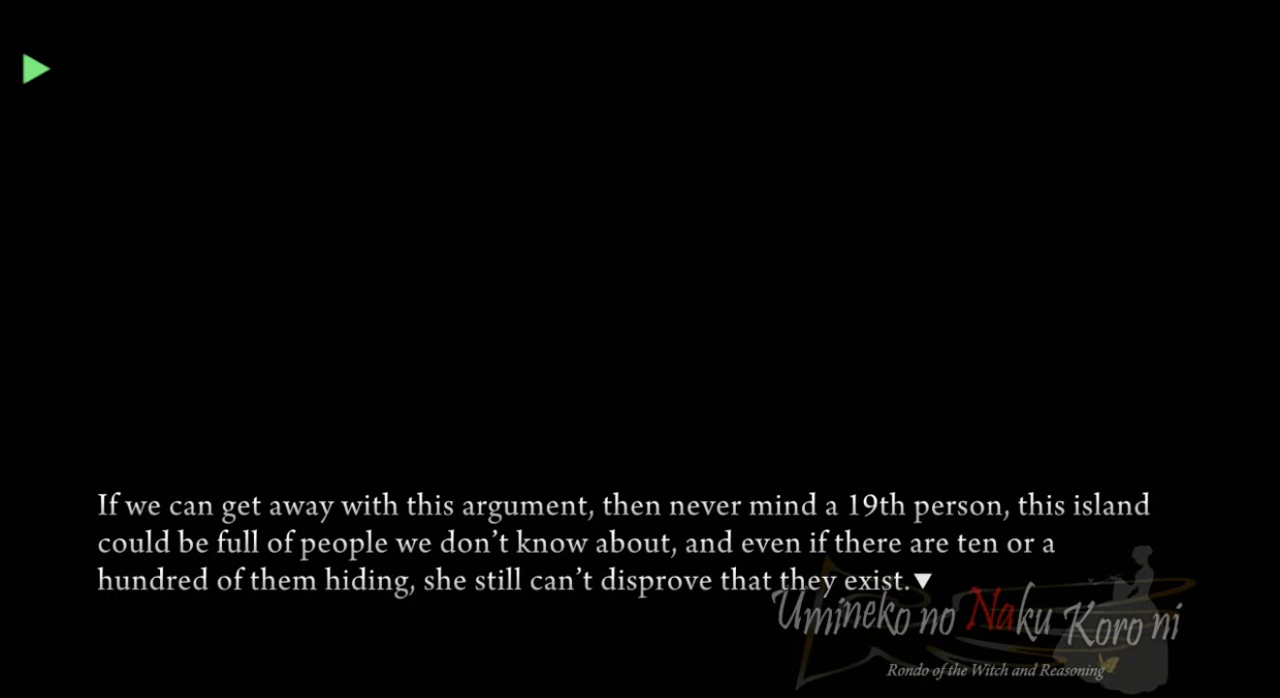 If we can get away with this argument, then never mind a 19th person, this island
could be full of people we don’t know about, and even if there are ten or a
hundred of them hiding, she still can’t disprove that they exist.
Umineko no Naku Koro ni
Rondo of the Witch and Reasoning